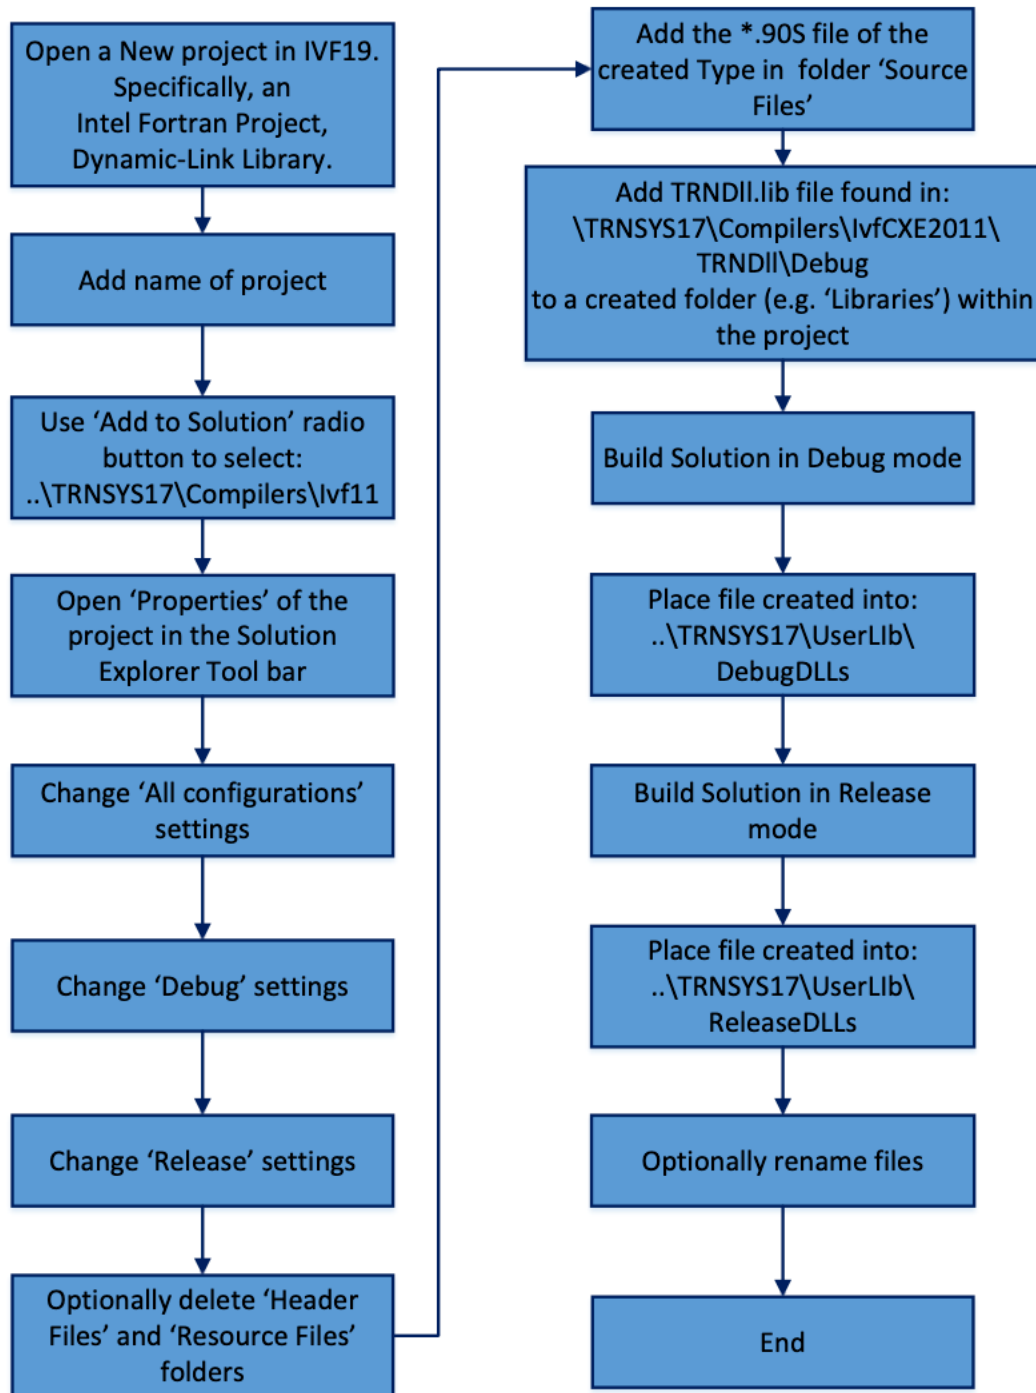 Open a New project in IVF19.
Specifically, an
Intel Fortran Project,
Dynamic-Link Library.
Add name of project
Use ‘Add to Solution’ radio
button to select:
..\TRNSYS17\Compilers\Ivf11
Open ‘Properties’ of the
project in the Solution
Explorer Tool bar
Change ‘All configurations’
settings
Change ‘Debug’ settings
Change ‘Release’ settings
Optionally delete ‘Header
Files’ and ‘Resource Files’
folders
Add the *.90S file of the
created Type in folder ‘Source
Files’
Add TRNDll.lib file found in:
\TRNSYS17\Compilers\IvfCXE2011\
TRNDll\Debug
to a created folder (e.g. ‘Libraries’) within
the project
Build Solution in Debug mode
Place file created into:
..\TRNSYS17\UserLIb\
DebugDLLs
Build Solution in Release
mode
Place file created into:
..\TRNSYS17\UserLIb\
ReleaseDLLs
Optionally rename files
End